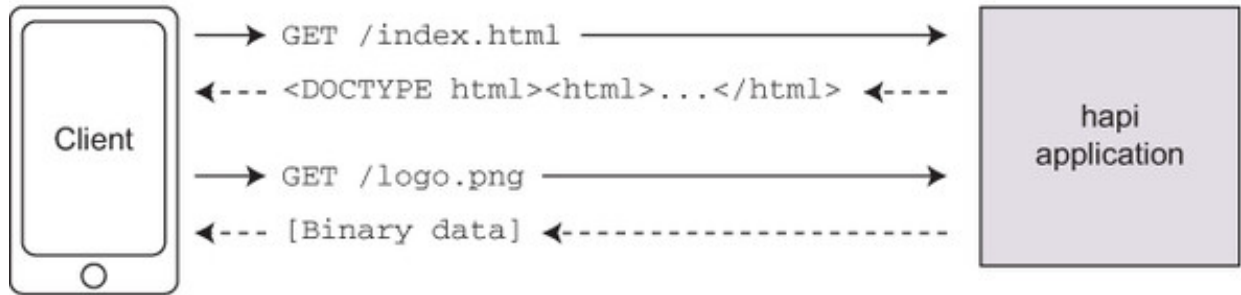 GET /index.html
<DOCTYPE html><html>...</html>
Client
hapi
application
GET /logo.png
[Binary data]